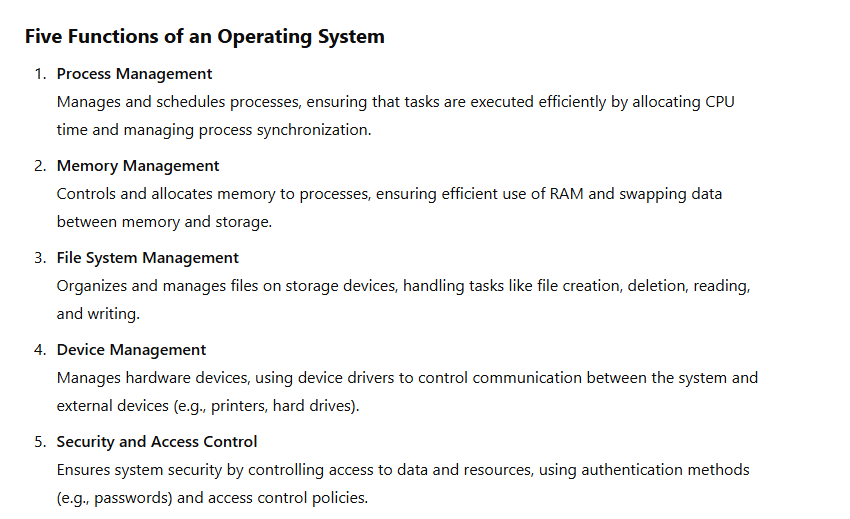 Five Functions of an Operating System
1. Process Management
Manages and schedules processes, ensuring that tasks are executed efficiently by allocating CPU
time and managing process synchronization.
2. Memory Management
Controls and allocates memory to processes, ensuring efficient use of RAM and swapping data
between memory and storage.
3. File System Management
Organizes and manages files on storage devices, handling tasks like file creation, deletion, reading,
and writing.
4. Device Management
Manages hardware devices, using device drivers to control communication between the system and
external devices (e.g., printers, hard drives).
5. Security and Access Control
Ensures system security by controlling access to data and resources, using authentication methods
(e.g., passwords) and access control policies.